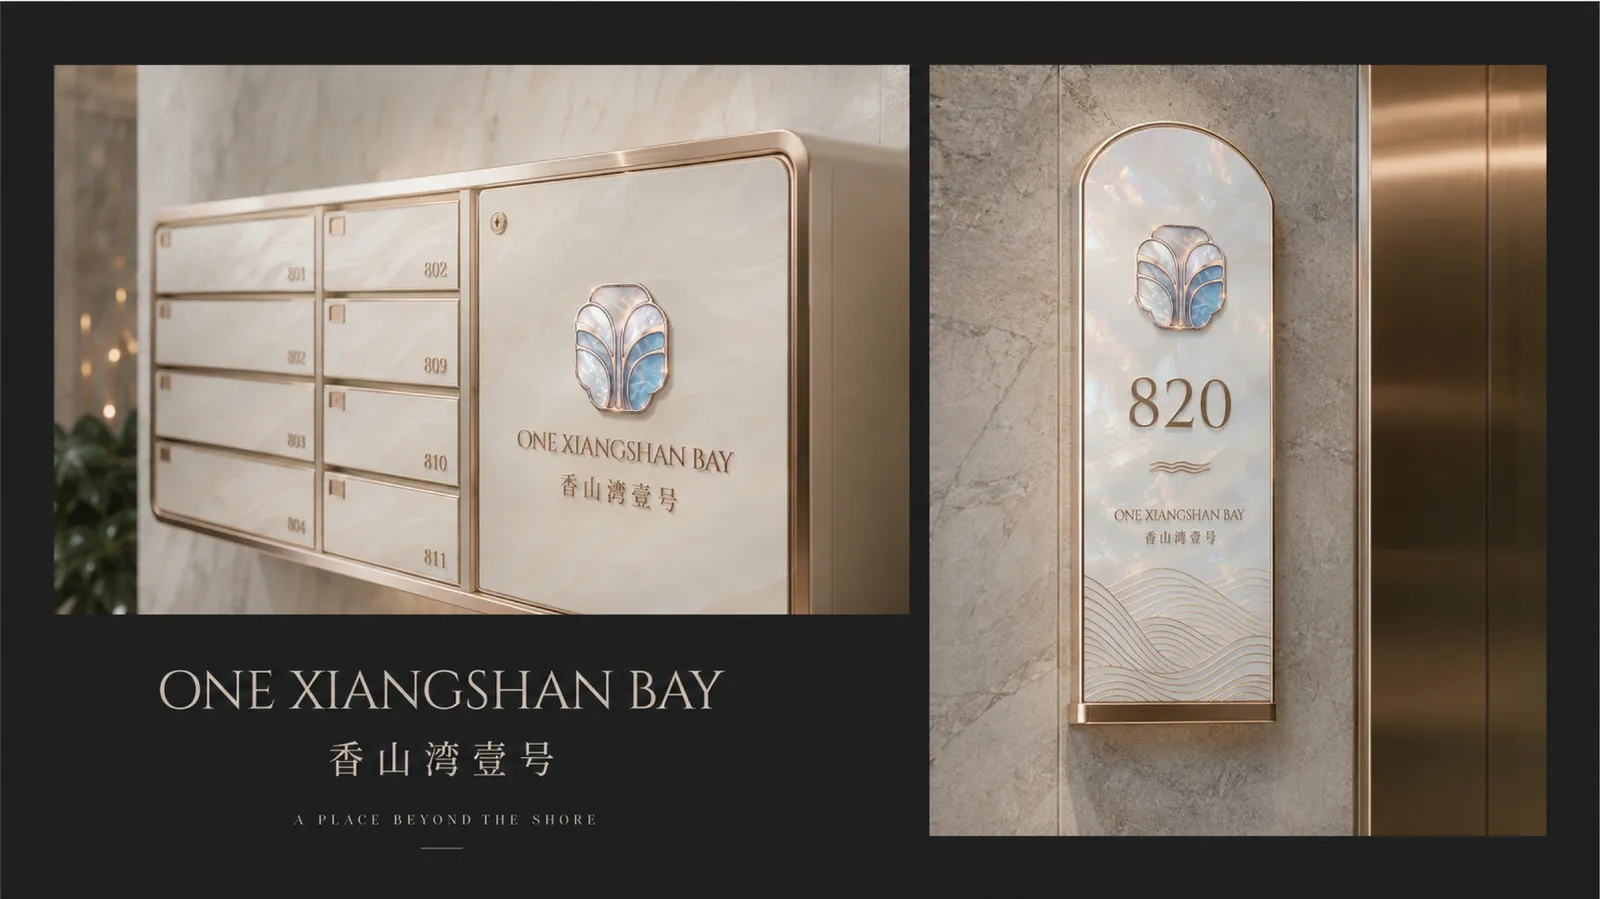 801
802
802
809
803
810
804
811
ONE XIANGSHAN BAY
香山湾壹号
820
ONE XIANGSHAN BAY
香山湾壹号
ONE XIANGSHAN BAY
香山湾壹号
A PLACE BEYOND THE SHORE